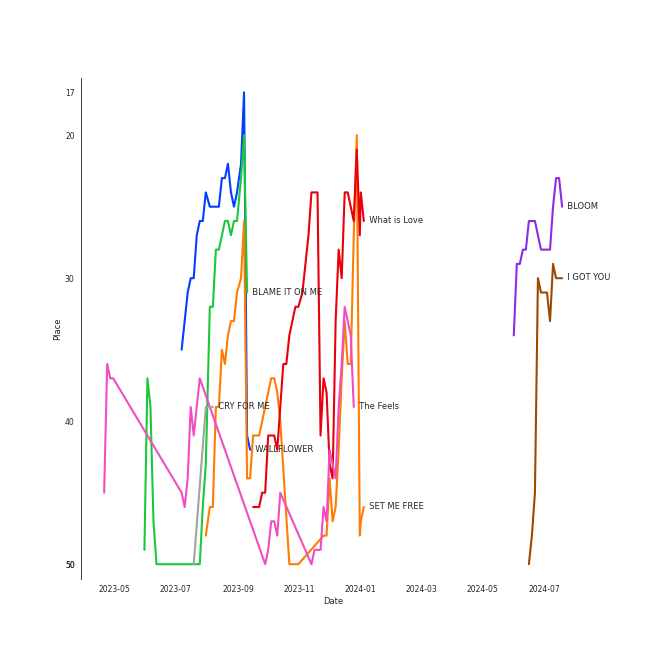 17
20
30
40
50
Place
BLOOM
What is Love
I GOT YOU
BLAME IT ON ME
CRY FOR ME
The Feels
WALLFLOWER
SET ME FREE
2023-05
2023-07
2023-09
2023-11
2024-01
2024-03
2024-05
2024-07
Date